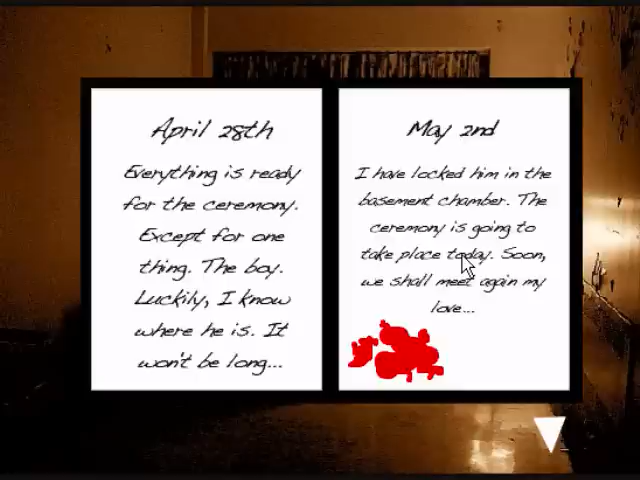 April 28th
Everything is ready
for the ceremony.
Except for one
thing. The boy.
Luckily, I know
where he is. It
won't be long...
May 2nd
I have locked him in the
basement chamber. The
ceremony is going to
take place today. Soon,
we shall meet again my
love...